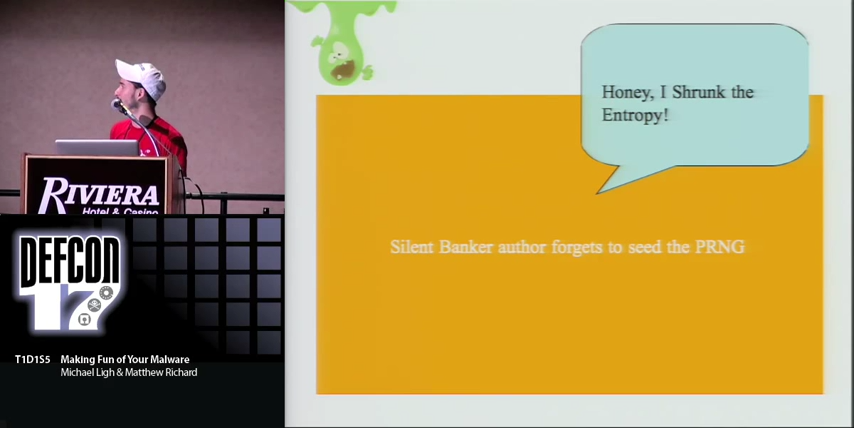 Honey, I Shrunk the
Entropy!
Silent Banker author forgets to seed the PRNG
RIVIERA
Hotel & Casino
DEFCON
17
T1D1S5 Making Fun of Your Malware
Michael Ligh & Matthew Richard